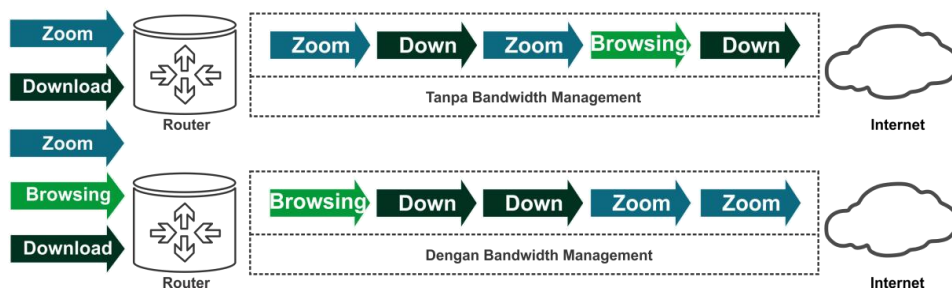 Zoom
Download
Zoom
Browsing
Download
Router
Zoom Down Zoom Browsing Down
Tanpa Bandwidth Management
Internet
Router
Browsing Down Down Zoom Zoom
Dengan Bandwidth Management
Internet